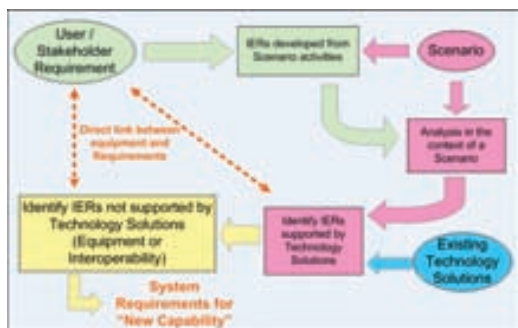 User /
Stakeholder
Requirement
IERs developed from
Scenario activities
Scenario
Direct link between
equipment and
Requirements
Analysis in the
context of a
Scenario
Identify IERs not supported by
Technology Solutions
(Equipment or
Interoperability)
Identify IERs
supported by
Technology
Solutions
Existing
Technology
Solutions
System
Requirements for
"New Capability"